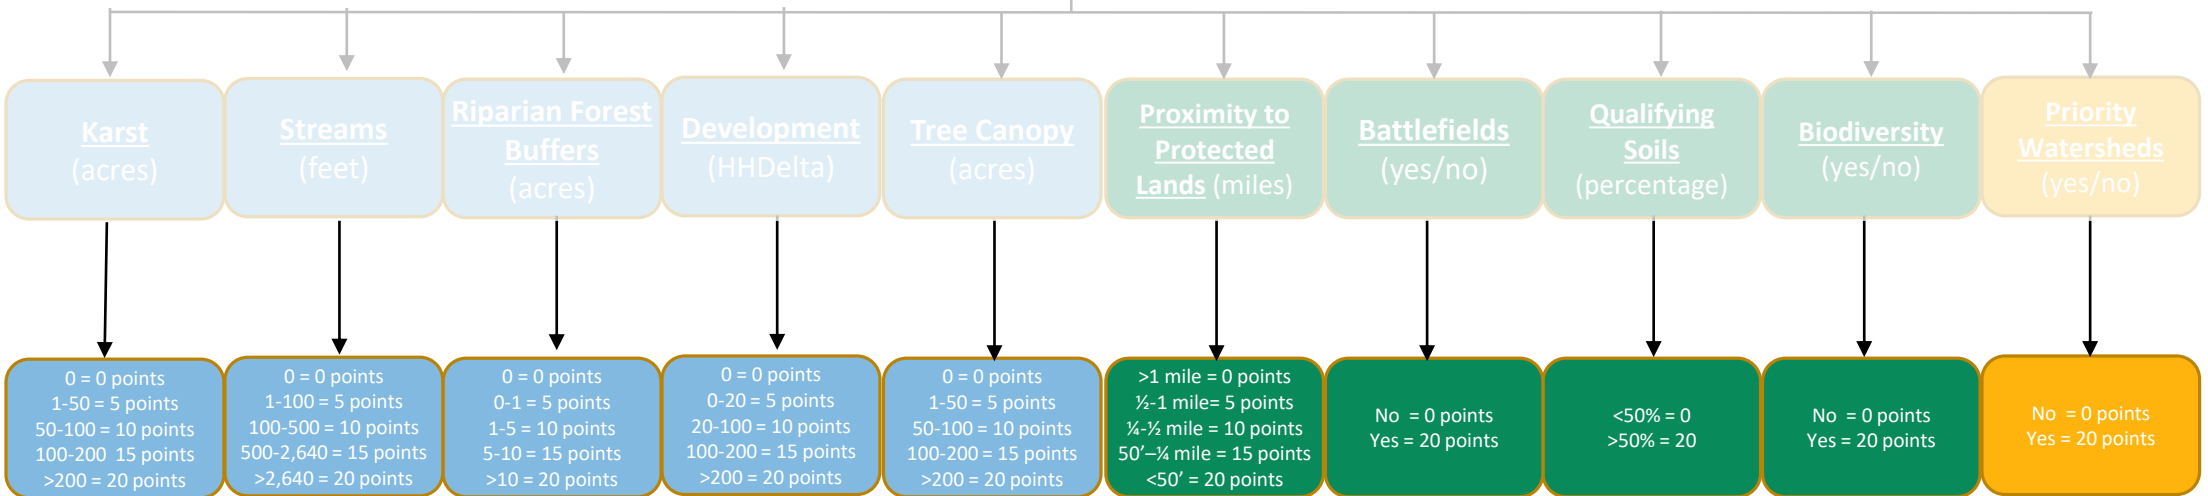 Karst
(acres)
Streams
(feet)
Riparian Forest
Buffers
(acres)
Development
(HHDelta)
Tree Canopy
(acres)
Proximity to
Protected
Lands (miles)
Battlefields
(yes/no)
Qualifying
Soils
(percentage)
Biodiversity
(yes/no)
Priority
Watersheds
(yes/no)
0 = 0 points
1-50 = 5 points
50-100 = 10 points
100-200  15 points
>200 = 20 points
0 = 0 points
1-100 = 5 points
100-500 = 10 points
500-2,640 = 15 points
>2,640 = 20 points
0 = 0 points
0-1 = 5 points
1-5 = 10 points
5-10 = 15 points
>10 = 20 points
0 = 0 points
0-20 = 5 points
20-100 = 10 points
100-200 = 15 points
>200 = 20 points
0 = 0 points
1-50 = 5 points
50-100 = 10 points
100-200 = 15 points
>200 = 20 points
>1 mile = 0 points
½-1 mile= 5 points
¼-½ mile = 10 points
50′–¼ mile = 15 points
<50′ = 20 points
No  = 0 points
Yes = 20 points
<50% = 0
>50% = 20
No  = 0 points
Yes = 20 points
No  = 0 points
Yes = 20 points